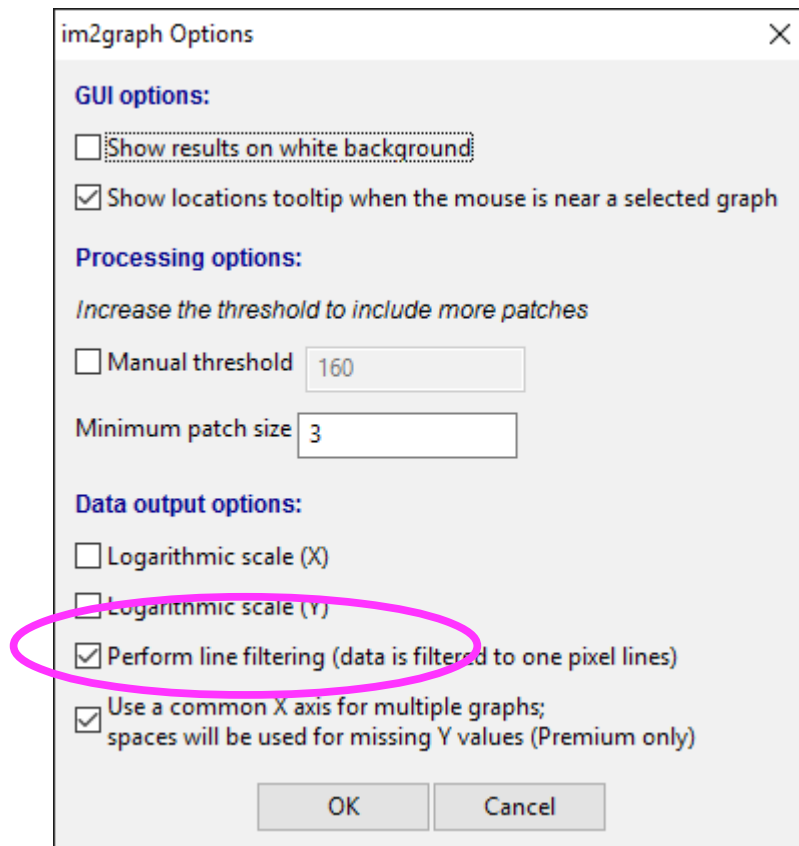 im2graph Options
GUI options:
Show results on white background
Show locations tooltip when the mouse is near a selected graph
Processing options:
Increase the threshold to include more patches
Manual threshold 160
Minimum patch size 3
Data output options:
Logarithmic scale (X)
Logarithmic scale (Y)
Perform line filtering (data is filtered to one pixel lines)
Use a common X axis for multiple graphs;
spaces will be used for missing Y values (Premium only)
OK Cancel